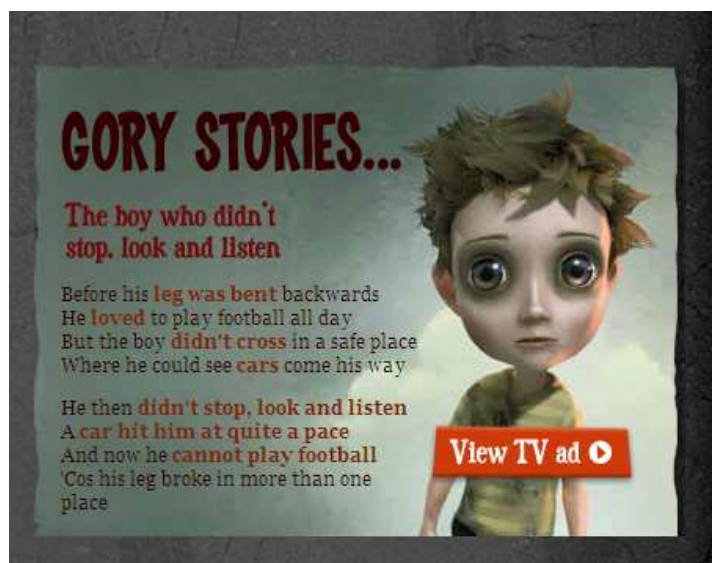 GORY STORIES...
The boy who didn't
stop, look and listen
Before his leg was bent backwards
He loved to play football all day
But the boy didn't cross in a safe place
Where he could see cars come his way
He then didn't stop, look and listen
A car hit him at quite a pace
And now he cannot play football
'Cos his leg broke in more than one
place
View TV ad